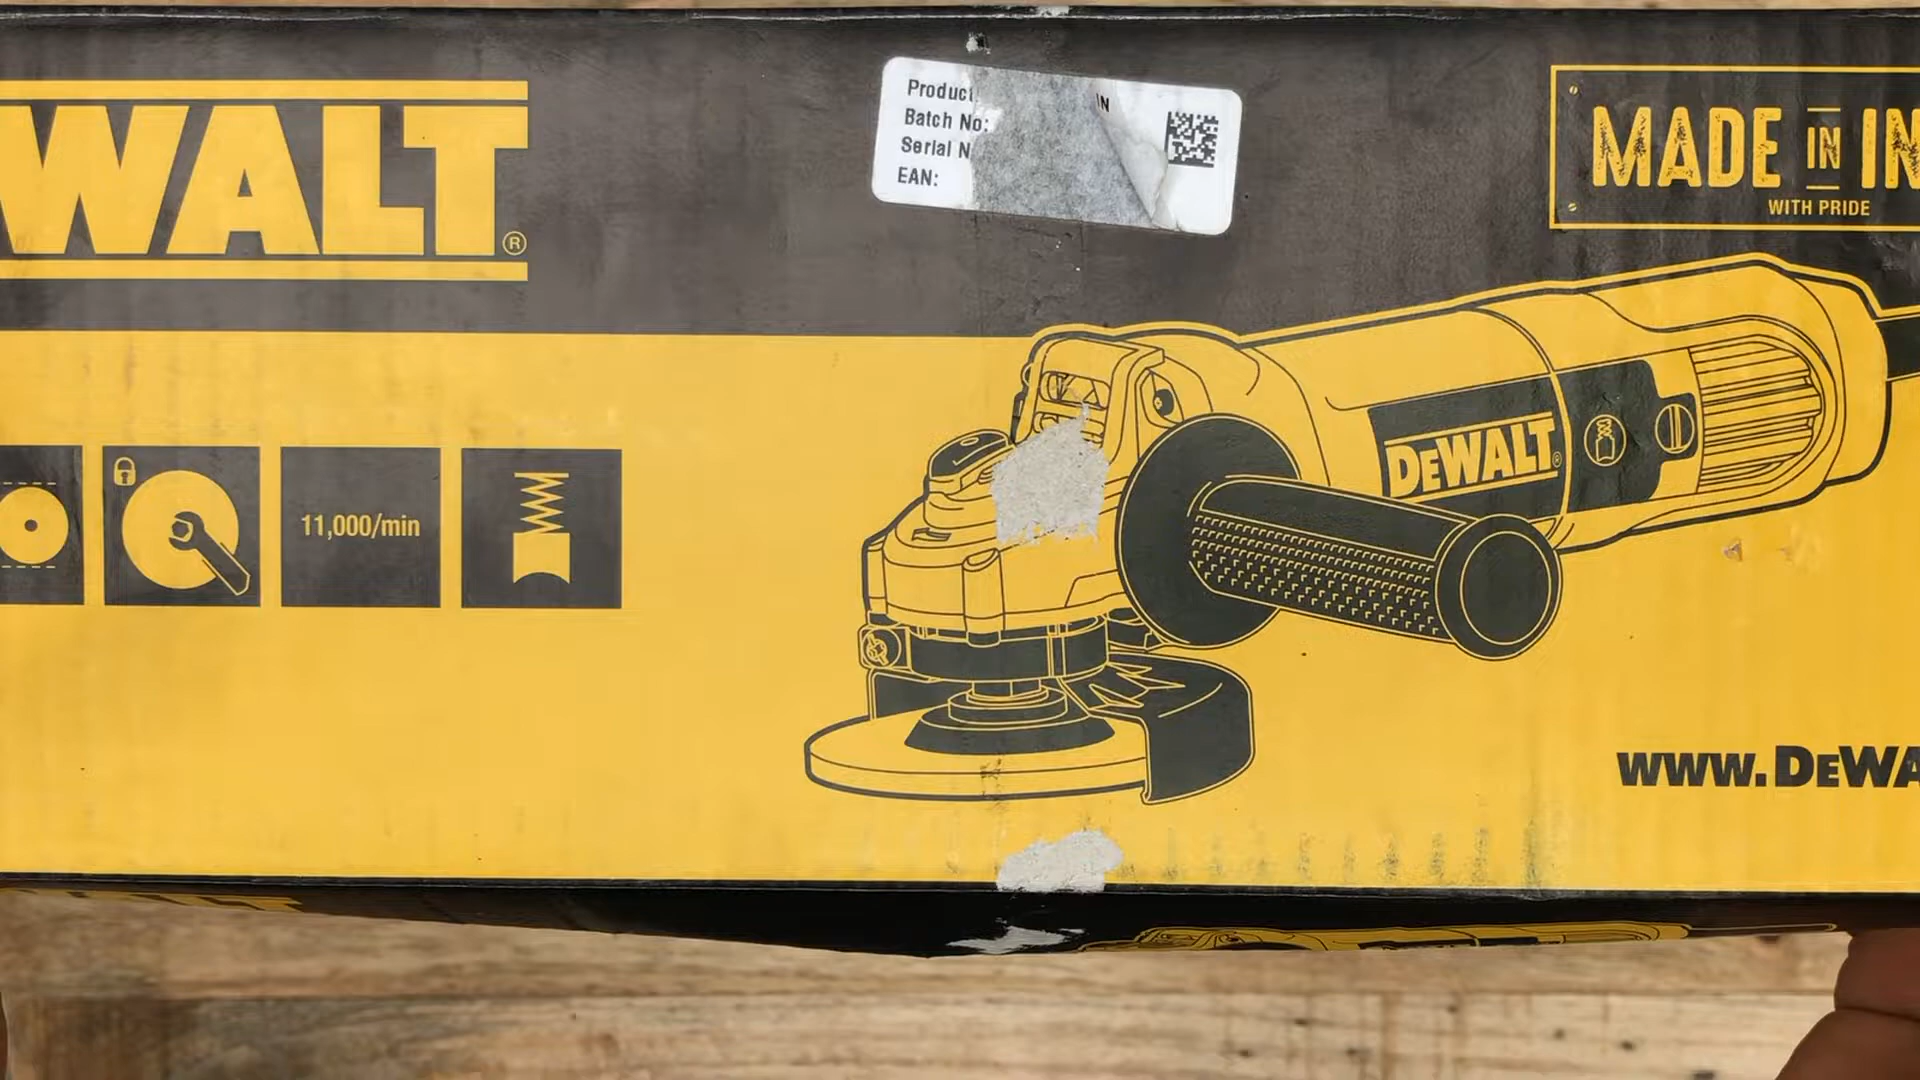 WALT®
Product
Batch No:
Serial N
EAN:
IN
MADE IN IN
WITH PRIDE
11,000/min
DEWALT®
www.DEWA